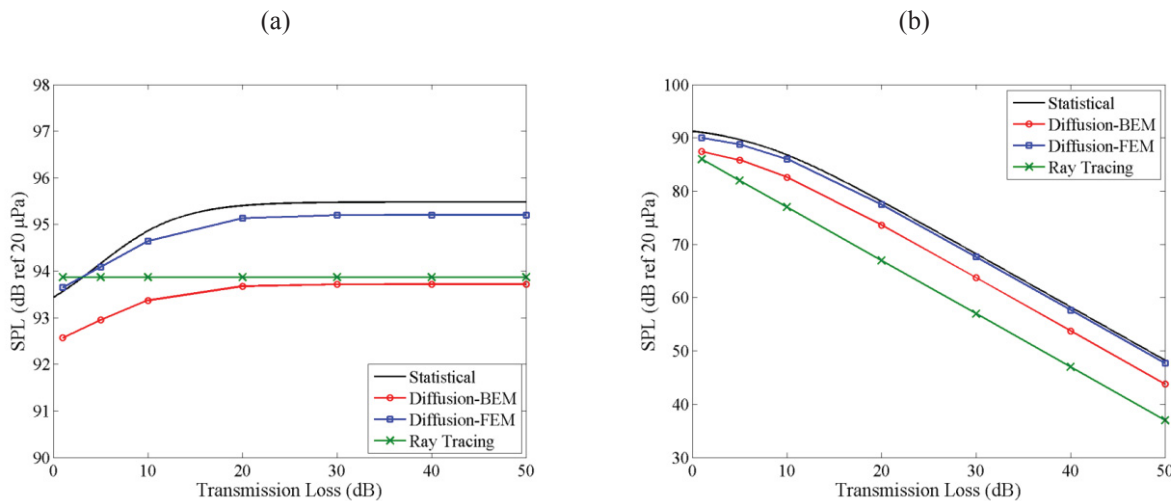 (a)
(b)
98
97
96
95
94
93
92
91
90
SPL (dB ref 20 μPa)
Statistical
Diffusion-BEM
Diffusion-FEM
Ray Tracing
0 10 20 30 40 50
Transmission Loss (dB)
100
90
80
70
60
50
40
30
SPL (dB ref 20 μPa)
Statistical
Diffusion-BEM
Diffusion-FEM
Ray Tracing
0 10 20 30 40 50
Transmission Loss (dB)